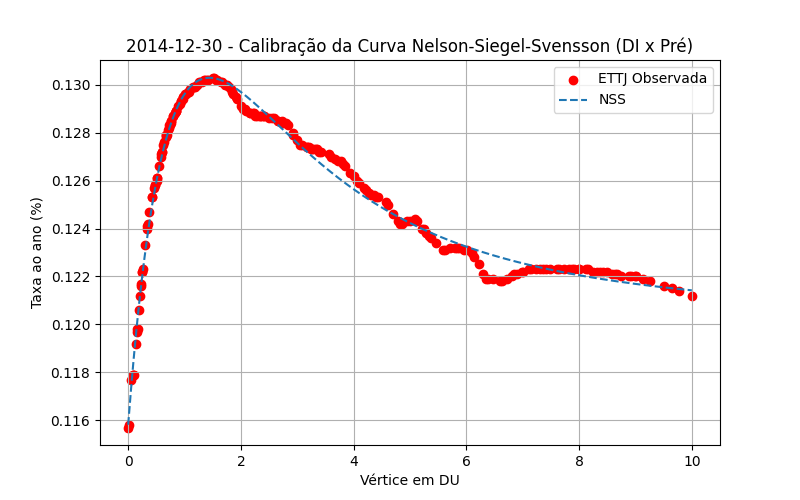 2014-12-30 - Calibração da Curva Nelson-Siegel-Svensson (DI x Pré)
ETTJ Observada
NSS
Taxa ao ano (%)
0.130
0.128
0.126
0.124
0.122
0.120
0.118
0.116
0 2 4 6 8 10
Vértice em DU